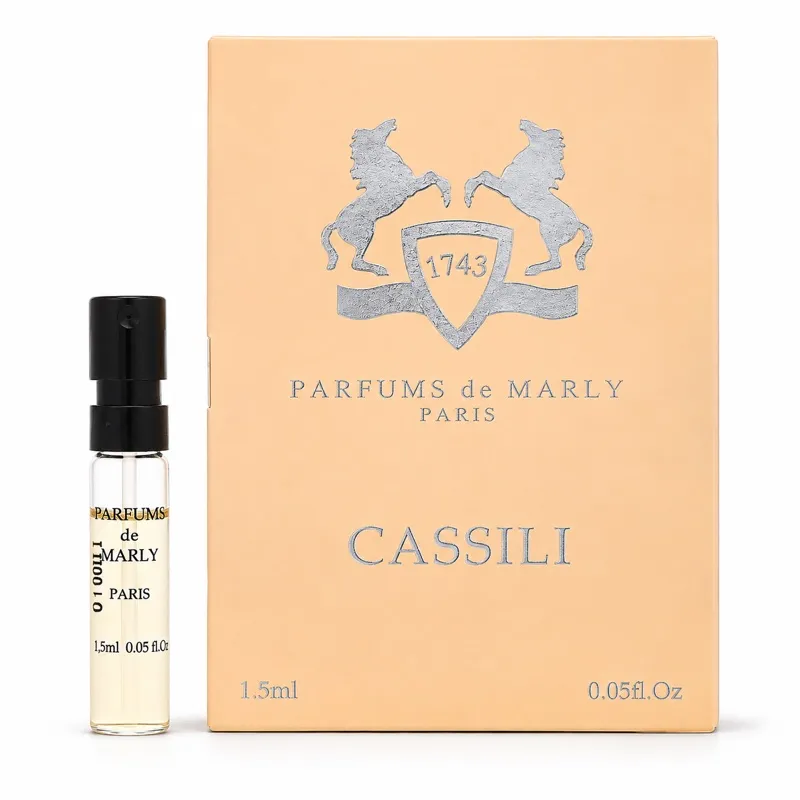 1743
PARFUMS de MARLY
PARIS
CASSILI
1.5ml
0.05fl.Oz
PARFUMS
de
MARLY
PARIS
1,5ml 0.05 fl.Oz